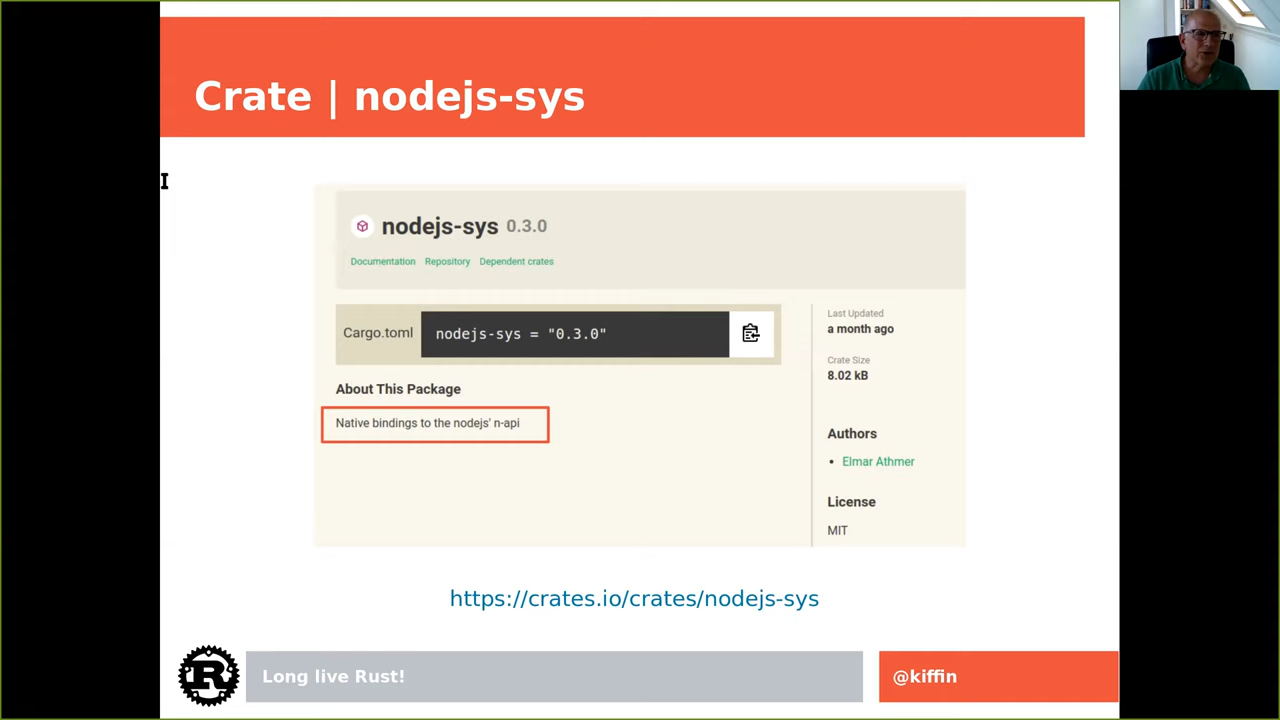 Crate | nodejs-sys
nodejs-sys 0.3.0
Documentation Repository Dependent crates
Cargo.toml nodejs-sys = "0.3.0"
About This Package
Native bindings to the nodejs' n-api
Last Updated
a month ago
Crate Size
8.02 kB
Authors
• Elmar Athmer
License
MIT
https://crates.io/crates/nodejs-sys
R
Long live Rust!
@kiffin